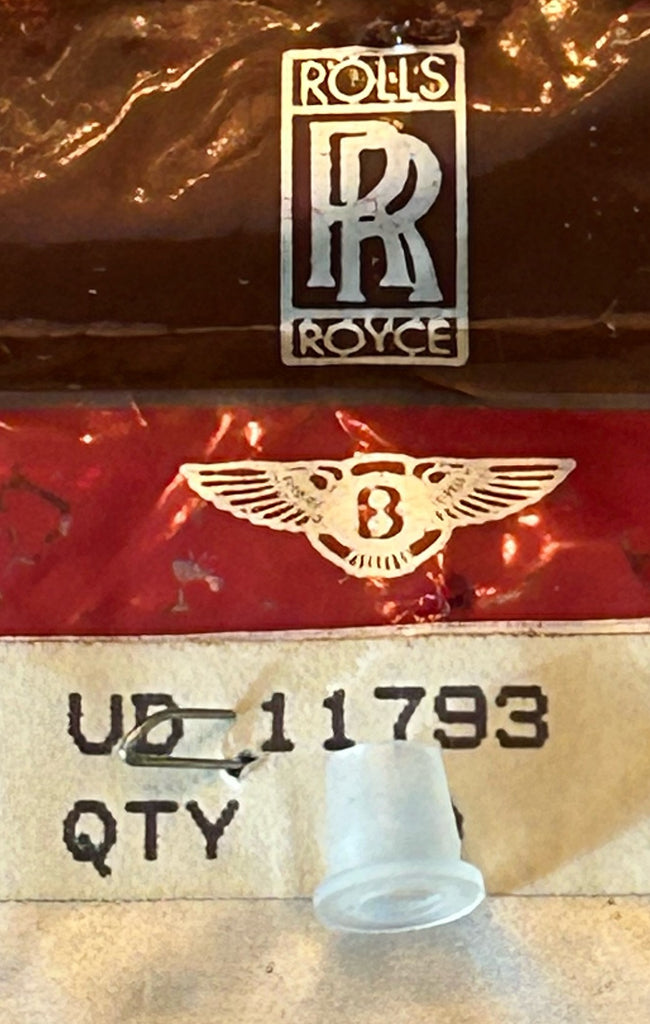 ROLLS
RR
ROYCE
B
UD 11793
QTY